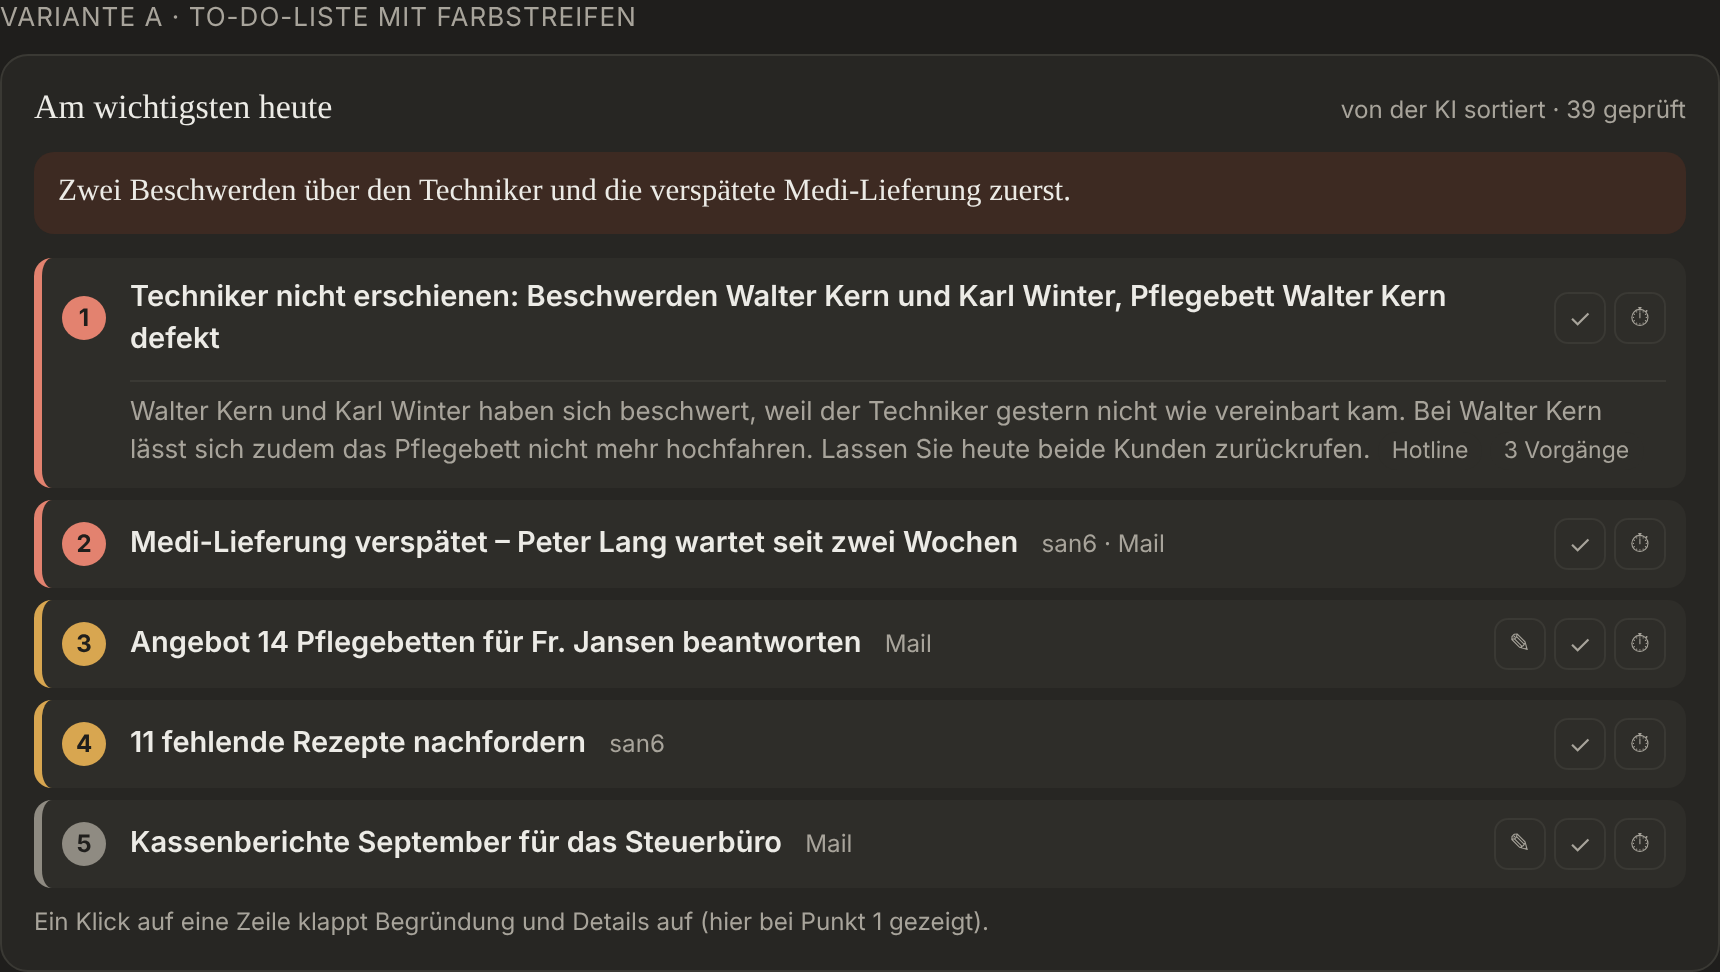 VARIANTE A · TO-DO-LISTE MIT FARBSTREIFEN
Am wichtigsten heute
von der KI sortiert · 39 geprüft
Zwei Beschwerden über den Techniker und die verspätete Medi-Lieferung zuerst.
1
Techniker nicht erschienen: Beschwerden Walter Kern und Karl Winter, Pflegebett Walter Kern
defekt
Walter Kern und Karl Winter haben sich beschwert, weil der Techniker gestern nicht wie vereinbart kam. Bei Walter Kern
lässt sich zudem das Pflegebett nicht mehr hochfahren. Lassen Sie heute beide Kunden zurückrufen. Hotline 3 Vorgänge
2 Medi-Lieferung verspätet – Peter Lang wartet seit zwei Wochen san6 · Mail
3 Angebot 14 Pflegebetten für Fr. Jansen beantworten Mail
4 11 fehlende Rezepte nachfordern san6
5 Kassenberichte September für das Steuerbüro Mail
Ein Klick auf eine Zeile klappt Begründung und Details auf (hier bei Punkt 1 gezeigt).